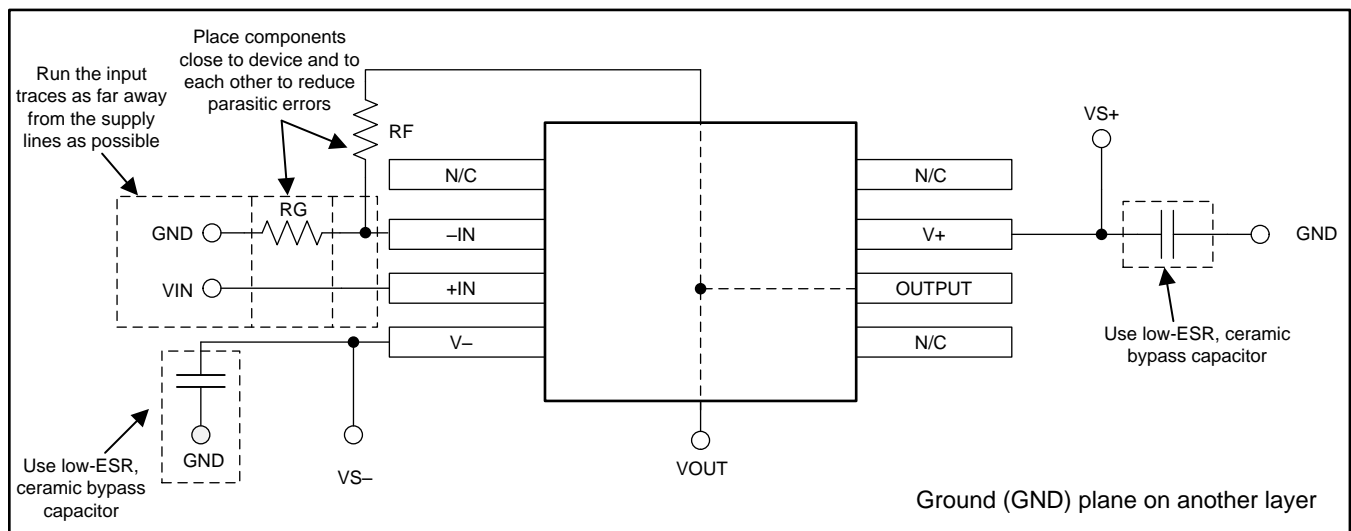 Place components
close to device and to
each other to reduce
parasitic errors
Run the input
traces as far away
from the supply
lines as possible
RF
VS+
N/C
N/C
RG
GND
–IN
V+
GND
VIN
+IN
OUTPUT
V–
N/C
Use low-ESR, ceramic
bypass capacitor
GND
Use low-ESR,
ceramic bypass
capacitor
VS–
VOUT
Ground (GND) plane on another layer